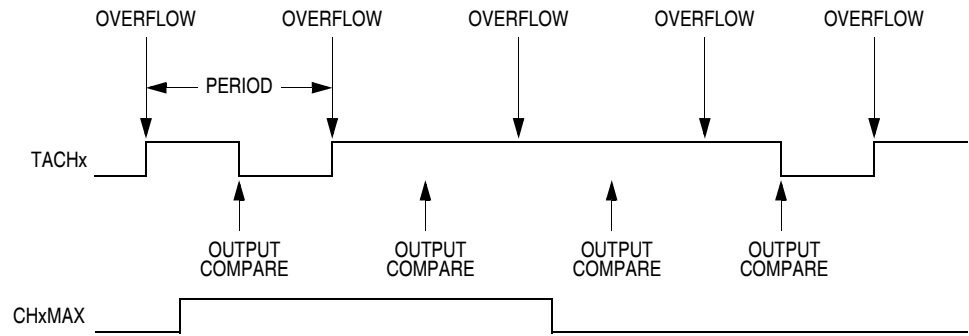 OVERFLOW OVERFLOW OVERFLOW OVERFLOW OVERFLOW
PERIOD
TACHx
OUTPUT COMPARE
OUTPUT COMPARE
OUTPUT COMPARE
OUTPUT COMPARE
CHxMAX